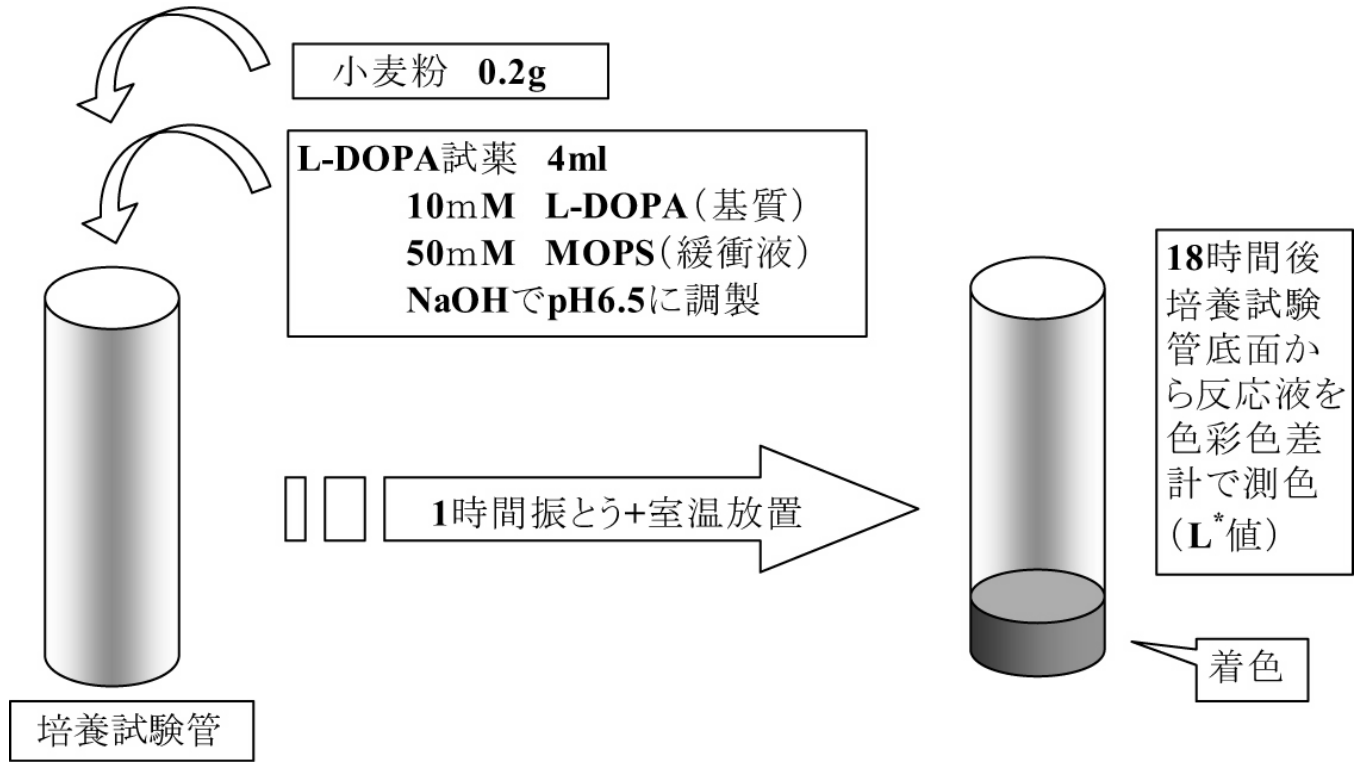 小麦粉 0.2g
L-DOPA試薬 4ml
10mM L-DOPA（基質）
50mM MOPS（緩衝液）
NaOHでpH6.5に調製
1時間振とう+室温放置
18時間後
培養試験
管底面か
ら反応液を
色彩色差
計で測色
（L*値）
着色
培養試験管